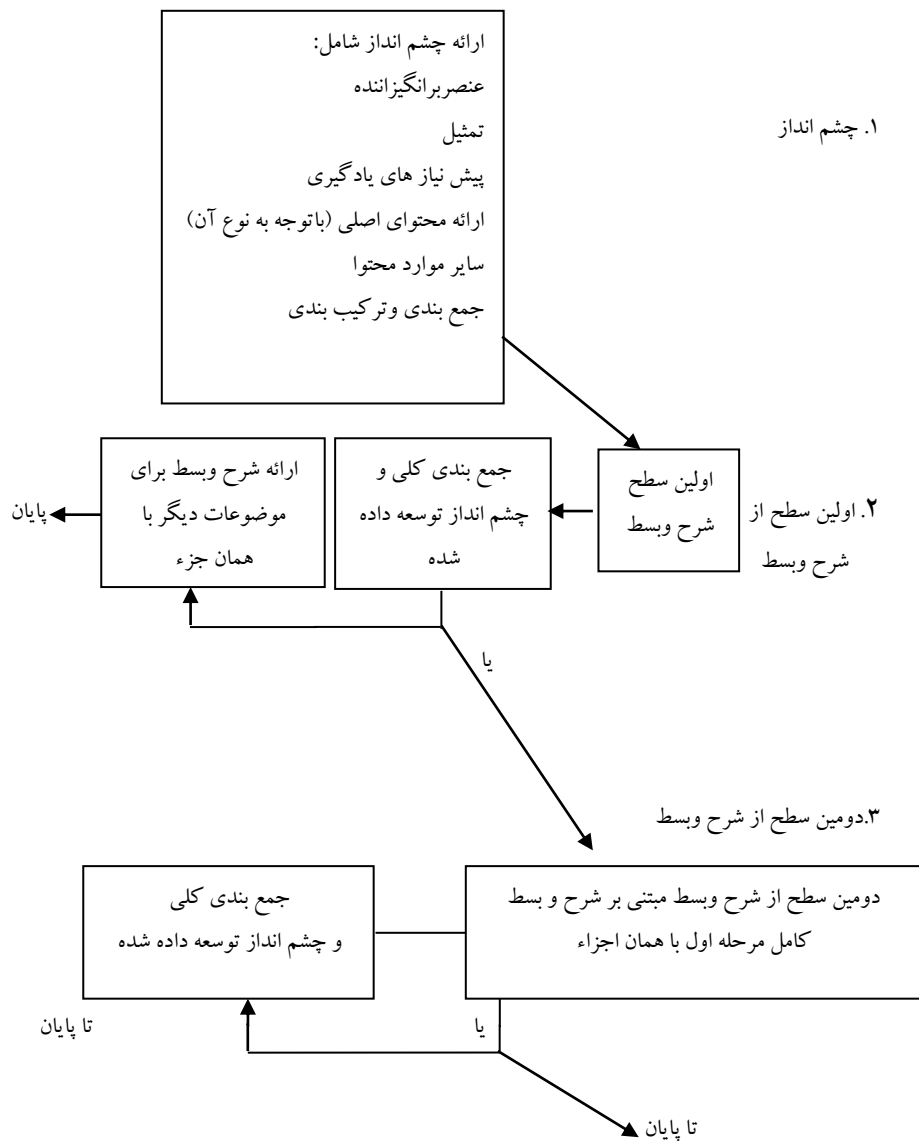 ارائه چشم انداز شامل:
عنصربرانگیزاننده
تمثیل
پیش نیاز های یادگیری
ارائه محتوای اصلی (باتوجه به نوع آن)
سایر موارد محتوا
جمع بندی وترکیب بندی
۱. چشم انداز
۲. اولین سطح از
شرح وبسط
اولین سطح
شرح وبسط
جمع بندی کلی و
چشم انداز توسعه داده
شده
ارائه شرح وبسط برای
موضوعات دیگر با
همان جزء
پایان
یا
۳.دومین سطح از شرح وبسط
دومین سطح از شرح وبسط مبتنی بر شرح و بسط
کامل مرحله اول با همان اجزاء
جمع بندی کلی
و چشم انداز توسعه داده شده
یا
تا پایان
تا پایان